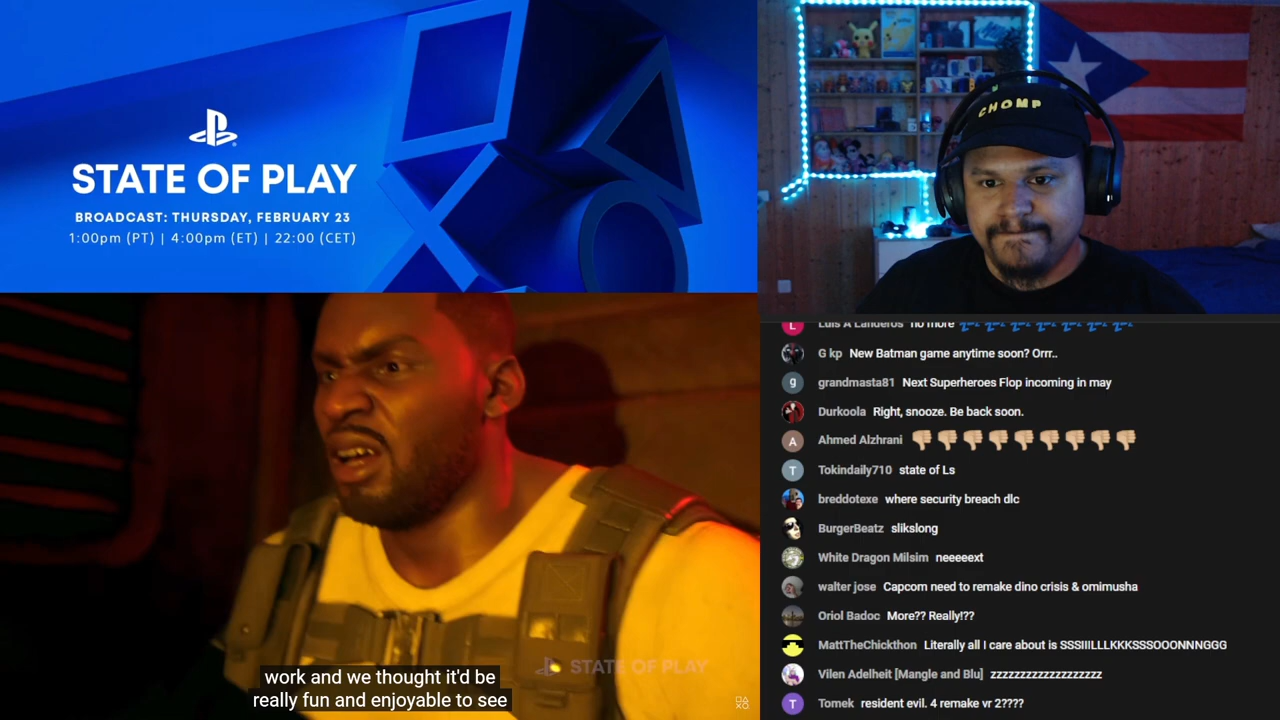 STATE OF PLAY
BROADCAST: THURSDAY, FEBRUARY 23
1:00pm (PT) | 4:00pm (ET) | 22:00 (CET)
CHOMP
Luis A Landeros no more
G kp New Batman game anytime soon? Orrr..
grandmasta81 Next Superheroes Flop incoming in may
Durkoola Right, snooze. Be back soon.
Ahmed Alzhrani
Tokindaily710 state of Ls
breddotexe where security breach dlc
BurgerBeatz slikslong
White Dragon Milsim neeeeext
walter jose Capcom need to remake dino crisis & omimusha
Oriol Badoc More?? Really!??
MattTheChickthon Literally all I care about is SSSIIILLLKKKSSSOOONNNGGG
Vilen Adelheit [Mangle and Blu] zzzzzzzzzzzzzzzzzzz
Tomek resident evil. 4 remake vr 2????
STATE OF PLAY
work and we thought it'd be
really fun and enjoyable to see